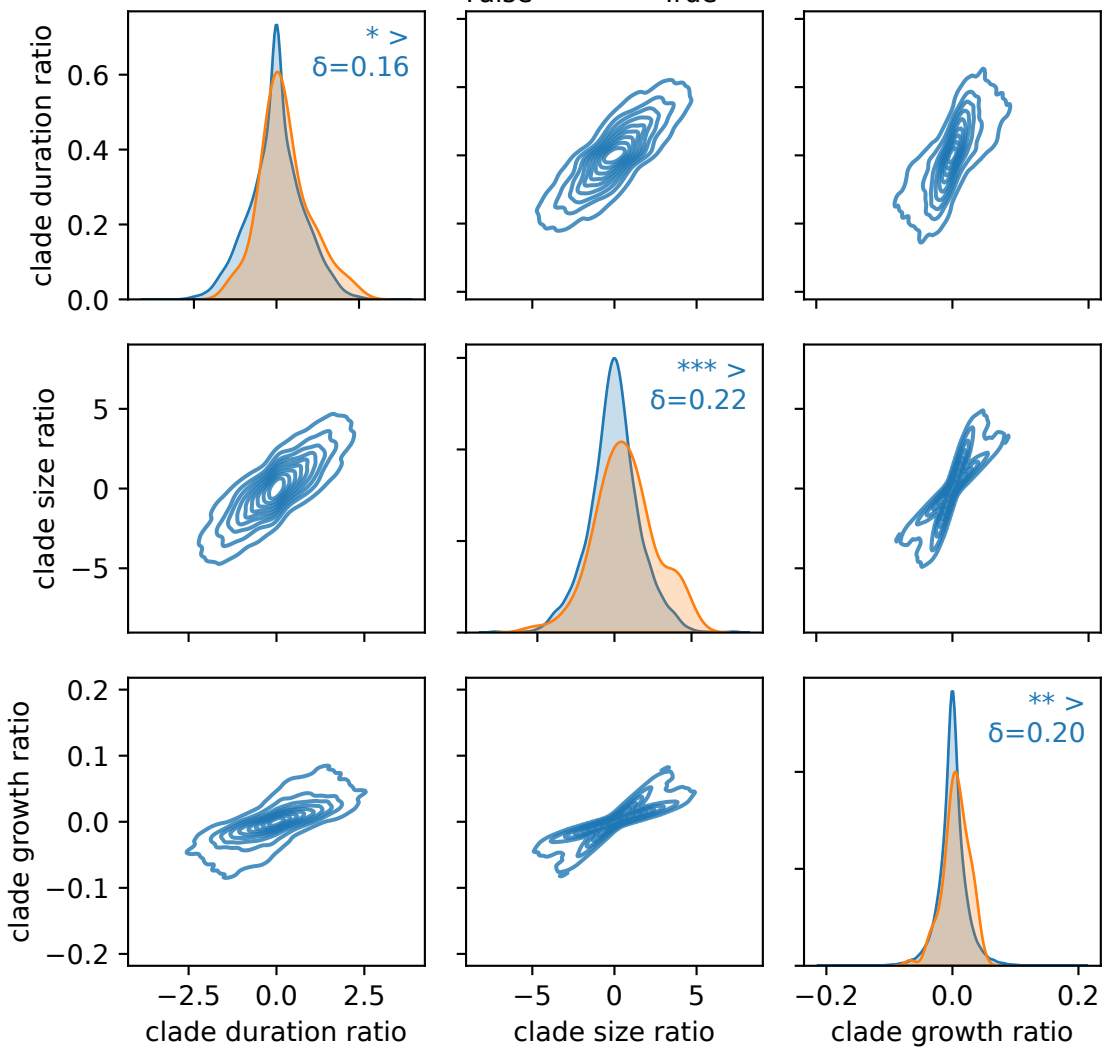 clade duration ratio
0.6
0.4
0.2
0.0
* >
δ=0.16
clade size ratio
5
0
−5
*** >
δ=0.22
clade growth ratio
0.2
0.1
0.0
−0.1
−0.2
** >
δ=0.20
−2.5 0.0 2.5
−5 0 5
−0.2 0.0 0.2
clade duration ratio
clade size ratio
clade growth ratio